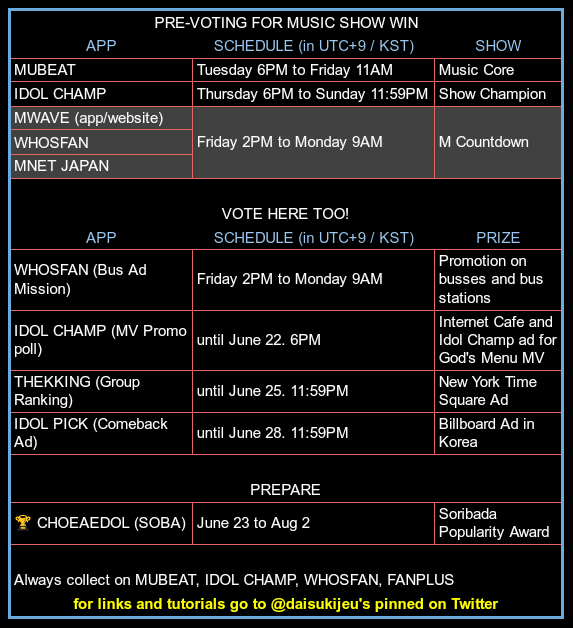 PRE-VOTING FOR MUSIC SHOW WIN
APP SCHEDULE (in UTC+9 / KST) SHOW
MUBEAT Tuesday 6PM to Friday 11AM Music Core
IDOL CHAMP Thursday 6PM to Sunday 11:59PM Show Champion
MWAVE (app/website)
WHOSFAN Friday 2PM to Monday 9AM M Countdown
MNET JAPAN
VOTE HERE TOO!
APP SCHEDULE (in UTC+9 / KST) PRIZE
WHOSFAN (Bus Ad
Mission)
Friday 2PM to Monday 9AM
Promotion on
busses and bus
stations
IDOL CHAMP (MV Promo
poll)
until June 22. 6PM
Internet Cafe and
Idol Champ ad for
God's Menu MV
THEKKING (Group
Ranking)
until June 25. 11:59PM
New York Time
Square Ad
IDOL PICK (Comeback
Ad)
until June 28. 11:59PM
Billboard Ad in
Korea
PREPARE
🏆 CHOEAEDOL (SOBA)
June 23 to Aug 2
Soribada
Popularity Award
Always collect on MUBEAT, IDOL CHAMP, WHOSFAN, FANPLUS
for links and tutorials go to @daisukijeu's pinned on Twitter